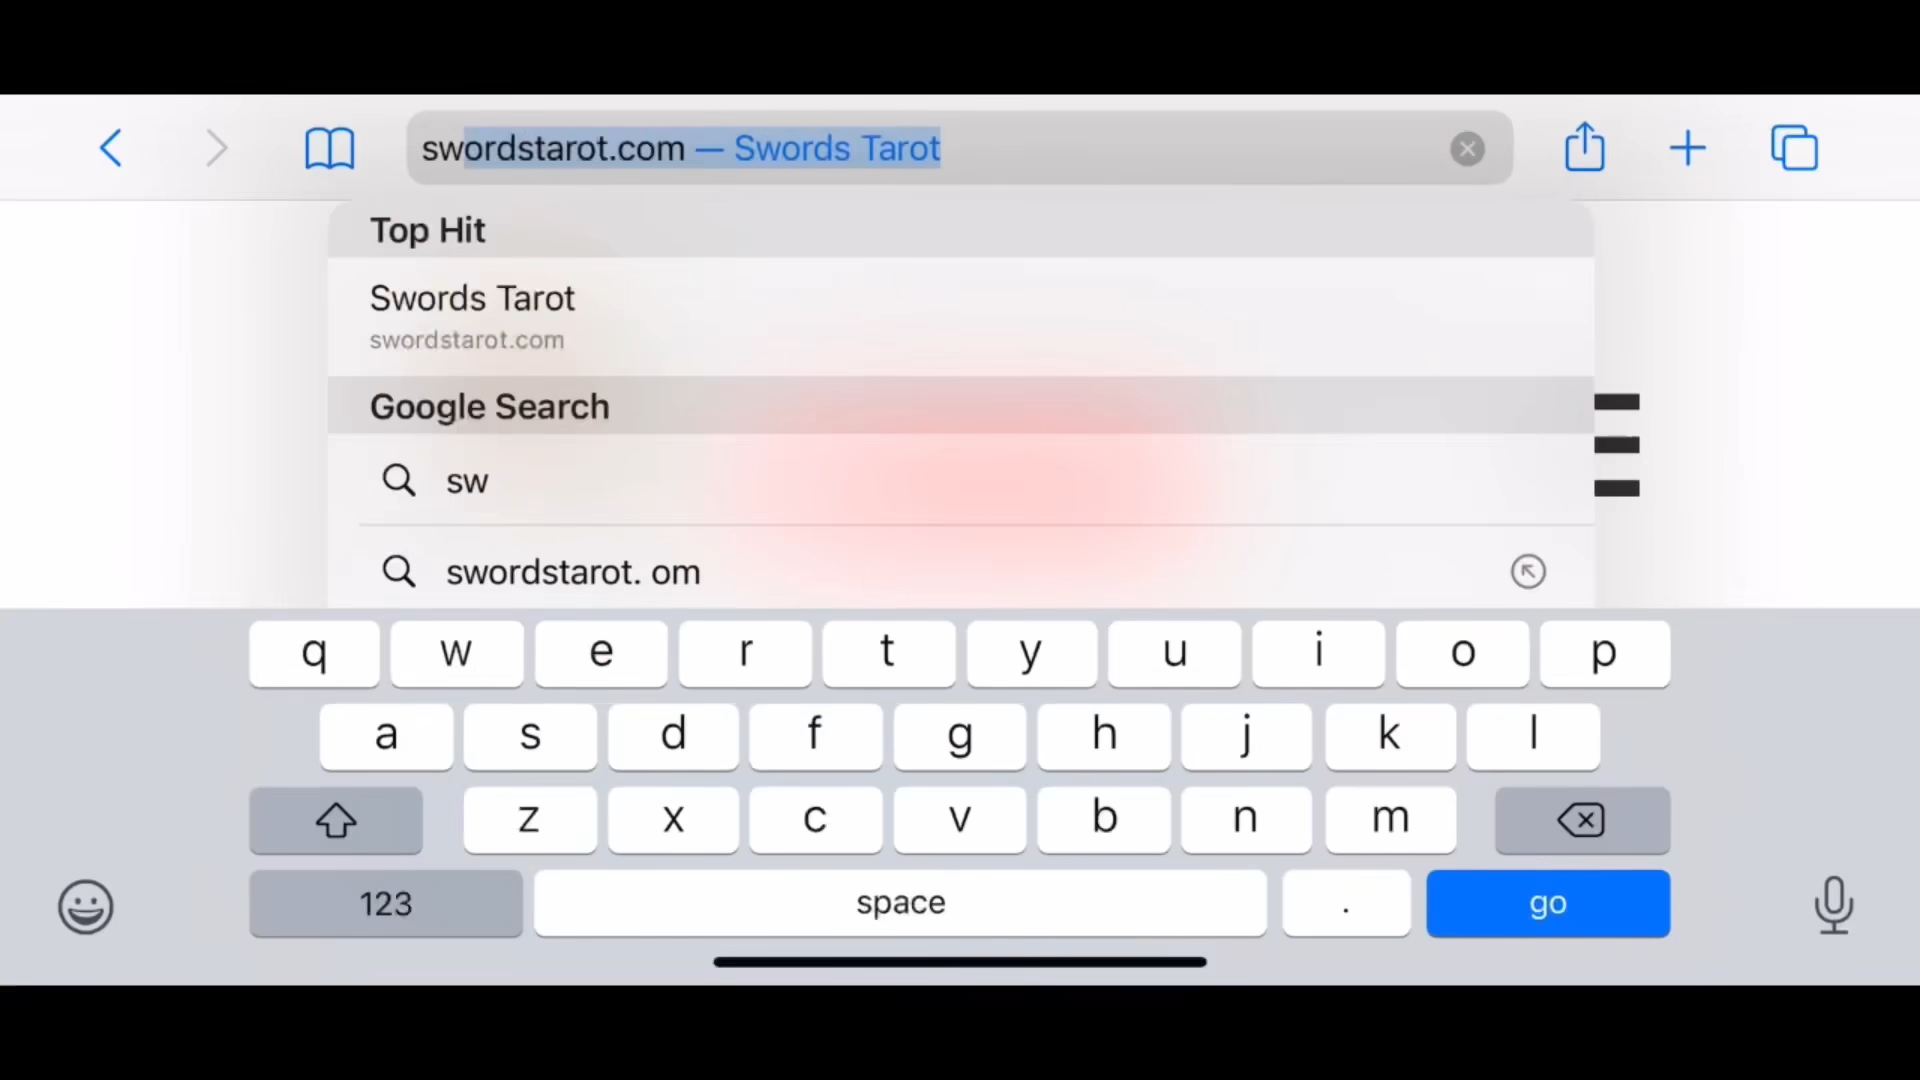 swordstarot.com — Swords Tarot
Top Hit
Swords Tarot
swordstarot.com
Google Search
sw
swordstarot. om
q w e r t y u i o p
a s d f g h j k l
z x c v b n m
123 space . go